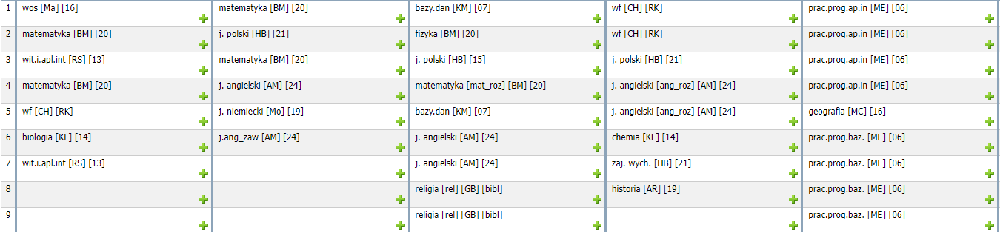 1 wos [Ma] [16] matematyka [BM] [20] bazy.dan [KM] [07] wf [CH] [RK] prac.prog.ap.in [ME] [06]
2 matematyka [BM] [20] j. polski [HB] [21] fizyka [BM] [20] wf [CH] [RK] prac.prog.ap.in [ME] [06]
3 wit.i.apl.int [RS] [13] matematyka [BM] [20] j. polski [HB] [15] j. polski [HB] [21] prac.prog.ap.in [ME] [06]
4 matematyka [BM] [20] j. angielski [AM] [24] matematyka [mat_roz] [BM] [20] j. angielski [ang_roz] [AM] [24] prac.prog.ap.in [ME] [06]
5 wf [CH] [RK] j. niemiecki [Mo] [19] bazy.dan [KM] [07] j. angielski [ang_roz] [AM] [24] geografia [MC] [16]
6 biologia [KF] [14] j.ang_zaw [AM] [24] j. angielski [AM] [24] chemia [KF] [14] prac.prog.baz. [ME] [06]
7 wit.i.apl.int [RS] [13] j. angielski [AM] [24] zaj. wych. [HB] [21] prac.prog.baz. [ME] [06]
8 religia [rel] [GB] [bibl] historia [AR] [19] prac.prog.baz. [ME] [06]
9 religia [rel] [GB] [bibl] prac.prog.baz. [ME] [06]